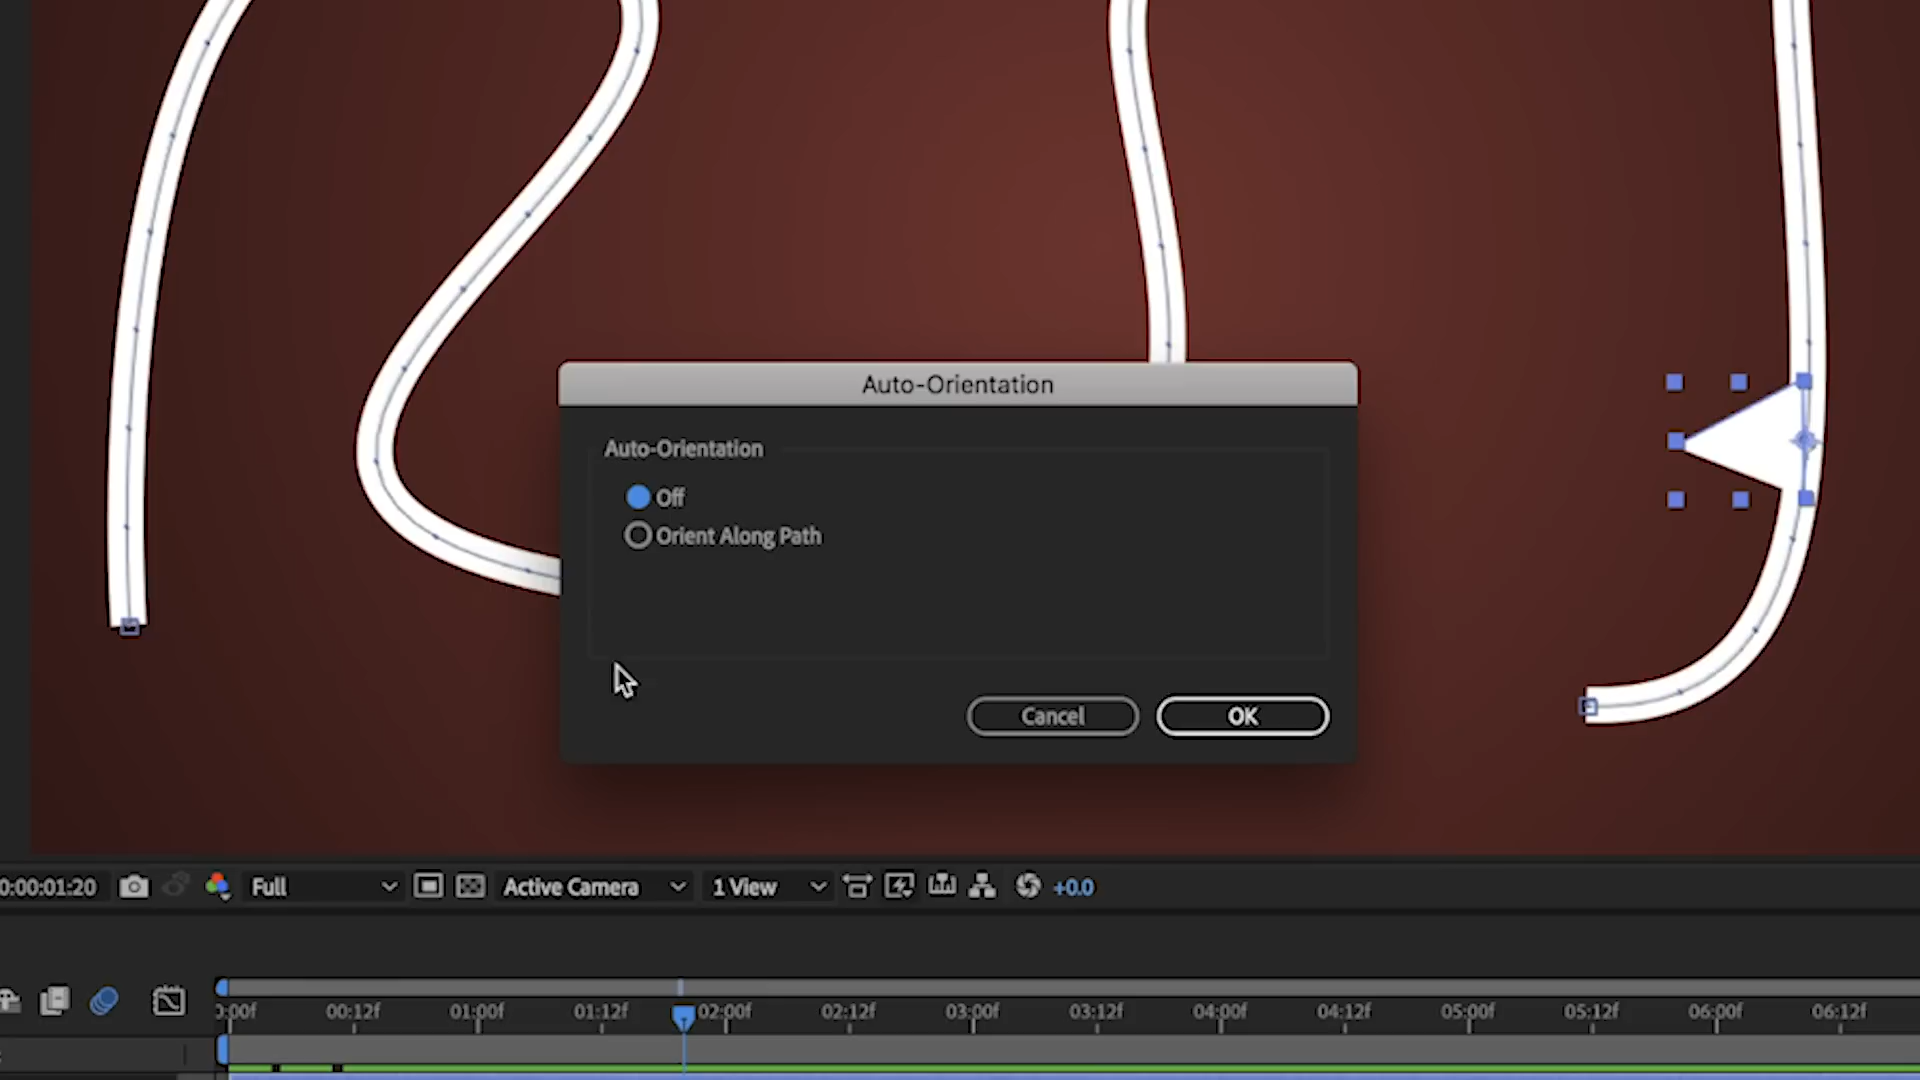 Auto-Orientation
Auto-Orientation
Off
Orient Along Path
Cancel
OK
0:00:01:20
Full
Active Camera
1 View
+0.0
0:00f
00:12f
01:00f
01:12f
02:00f
02:12f
03:00f
03:12f
04:00f
04:12f
05:00f
05:12f
06:00f
06:12f